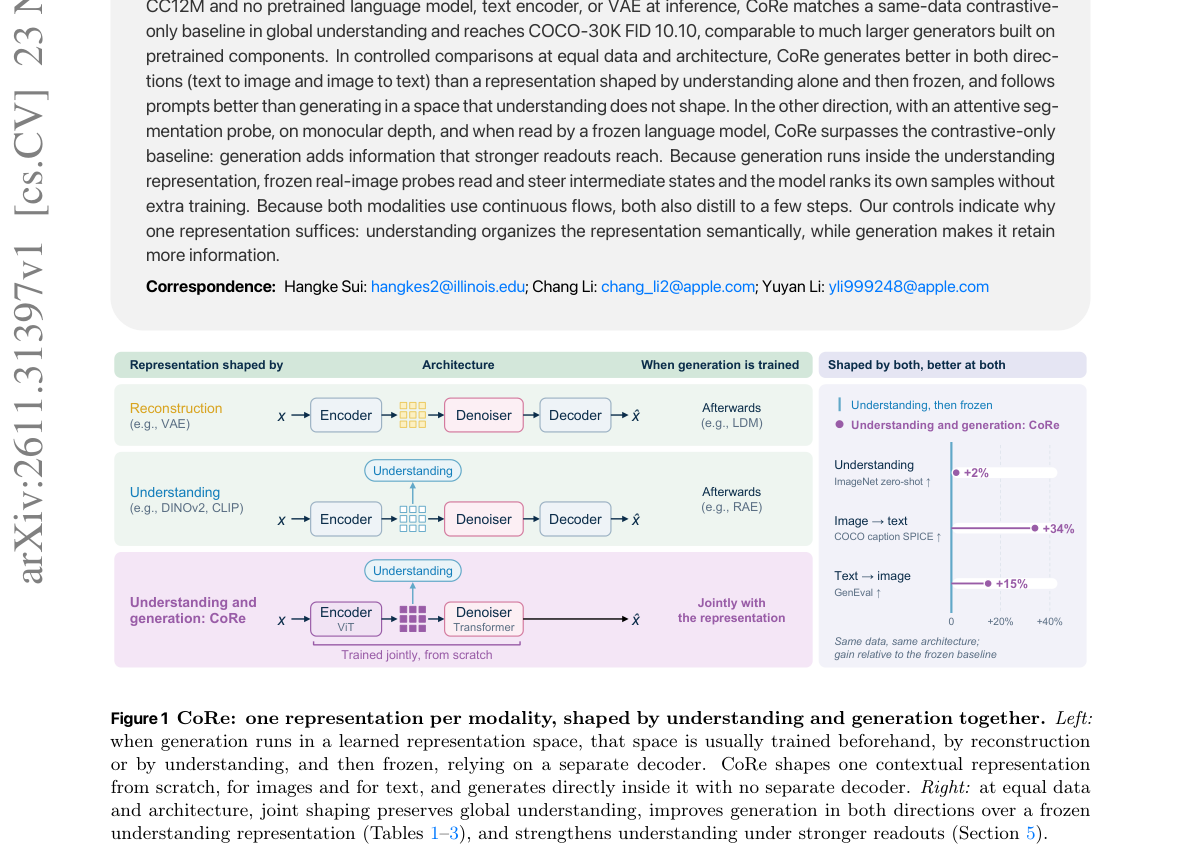 CC12M and no pretrained language model, text encoder, or VAE at inference, CoRe matches a same-data contrastive-
only baseline in global understanding and reaches COCO-30K FID 10.10, comparable to much larger generators built on
pretrained components. In controlled comparisons at equal data and architecture, CoRe generates better in both direc-
tions (text to image and image to text) than a representation shaped by understanding alone and then frozen, and follows
prompts better than generating in a space that understanding does not shape. In the other direction, with an attentive seg-
mentation probe, on monocular depth, and when read by a frozen language model, CoRe surpasses the contrastive-only
baseline: generation adds information that stronger readouts reach. Because generation runs inside the understanding
representation, frozen real-image probes read and steer intermediate states and the model ranks its own samples without
extra training. Because both modalities use continuous flows, both also distill to a few steps. Our controls indicate why
one representation suffices: understanding organizes the representation semantically, while generation makes it retain
more information.
Correspondence: Hangke Sui: hangkes2@illinois.edu; Chang Li: chang_li2@apple.com; Yuyan Li: yli999248@apple.com
arXiv:2611.31397v1 [cs.CV] 23 N
Representation shaped by Architecture When generation is trained
Reconstruction
(e.g., VAE)
x Encoder Denoiser Decoder x̂
Afterwards
(e.g., LDM)
Understanding
Understanding
(e.g., DINOv2, CLIP)
x Encoder Denoiser Decoder x̂
Afterwards
(e.g., RAE)
Understanding
Understanding and
generation: CoRe
x Encoder Denoiser x̂
ViT Transformer
Trained jointly, from scratch
Jointly with
the representation
Shaped by both, better at both
Understanding, then frozen
Understanding and generation: CoRe
Understanding
ImageNet zero-shot ↑
+2%
Image → text
COCO caption SPICE ↑
+34%
Text → image
GenEval ↑
+15%
0 +20% +40%
Same data, same architecture;
gain relative to the frozen baseline
Figure 1 CoRe: one representation per modality, shaped by understanding and generation together. Left:
when generation runs in a learned representation space, that space is usually trained beforehand, by reconstruction
or by understanding, and then frozen, relying on a separate decoder. CoRe shapes one contextual representation
from scratch, for images and for text, and generates directly inside it with no separate decoder. Right: at equal data
and architecture, joint shaping preserves global understanding, improves generation in both directions over a frozen
understanding representation (Tables 1–3), and strengthens understanding under stronger readouts (Section 5).